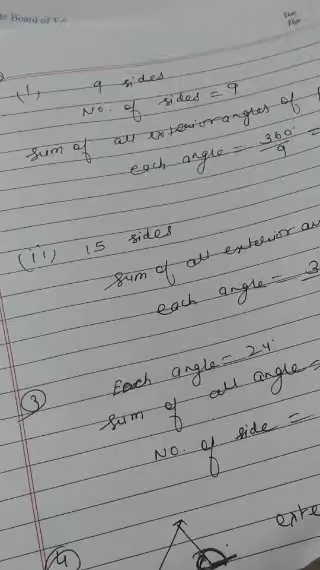 Board of
(i) 9 sides
No. of sides = 9
Sum of all exterior angles of
each angle = 360°/9 =
(ii) 15 sides
Sum of all exterior
each angle = 3
(3) Each angle = 24°
Sum of all angle =
No. of side =
(4)
exte